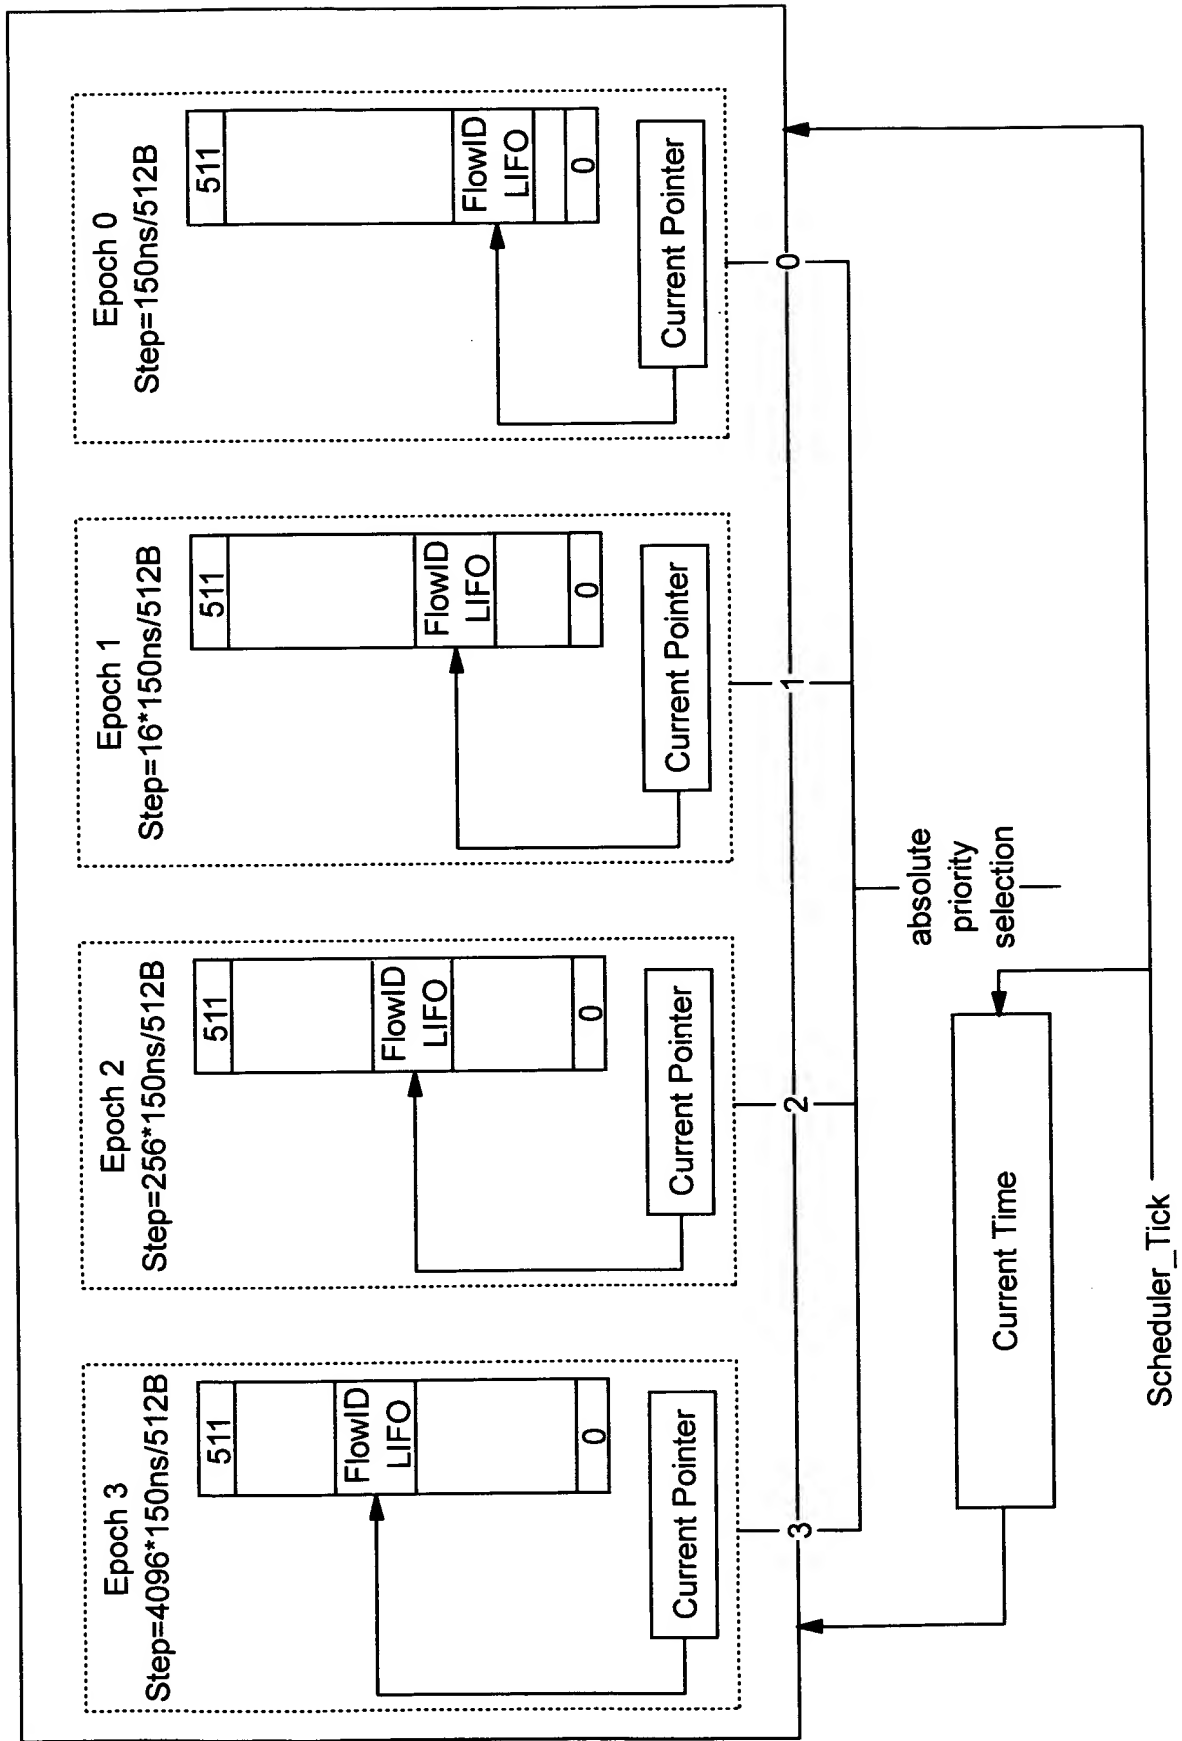 Epoch 3
Step=4096*150ns/512B
511
FlowID
LIFO
0
Current Pointer
3
Epoch 2
Step=256*150ns/512B
511
FlowID
LIFO
0
Current Pointer
2
Epoch 1
Step=16*150ns/512B
511
FlowID
LIFO
0
Current Pointer
1
Epoch 0
Step=150ns/512B
511
FlowID
LIFO
0
Current Pointer
0
absolute
priority
selection
Current Time
Scheduler_Tick